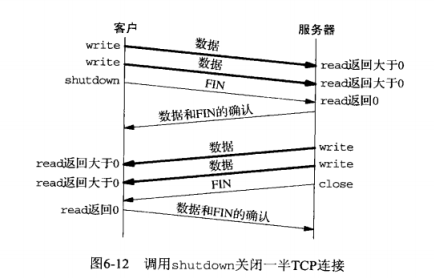 客户 服务器
write 数据
write 数据 read返回大于0
shutdown FIN read返回大于0
read返回0
数据和FIN的确认
数据 write
read返回大于0 数据 write
read返回大于0 FIN close
read返回0 数据和FIN的确认
图6-12 调用shutdown关闭一半TCP连接